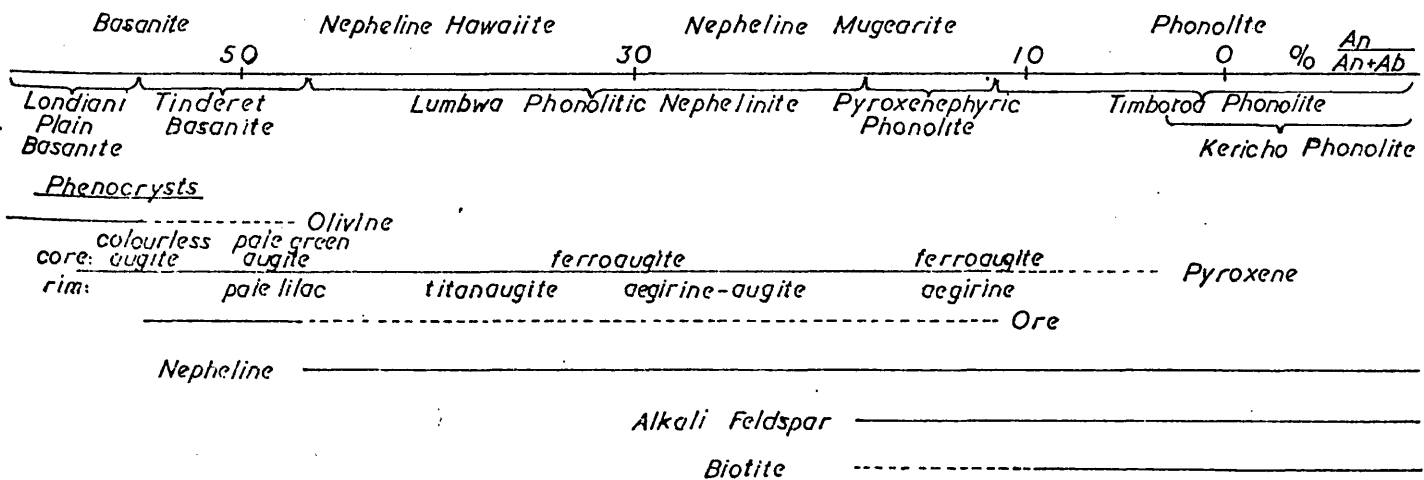 Basanite Nepheline Hawaiite Nepheline Mugearite Phonolite
50 30 10 0 % An
An+Ab
Londiani Tinderet Lumbwa Phonolitic Nephelinite Pyroxenephyric Timboroa Phonolite
Plain Basanite Phonolite
Basanite Kericho Phonolite
Phenocrysts
Olivine
colourless pale green
core: augite augite ferroaugite ferroaugite
Pyroxene
rim: pale lilac titanaugite aegirine-augite aegirine
Ore
Nepheline
Alkali Feldspar
Biotite